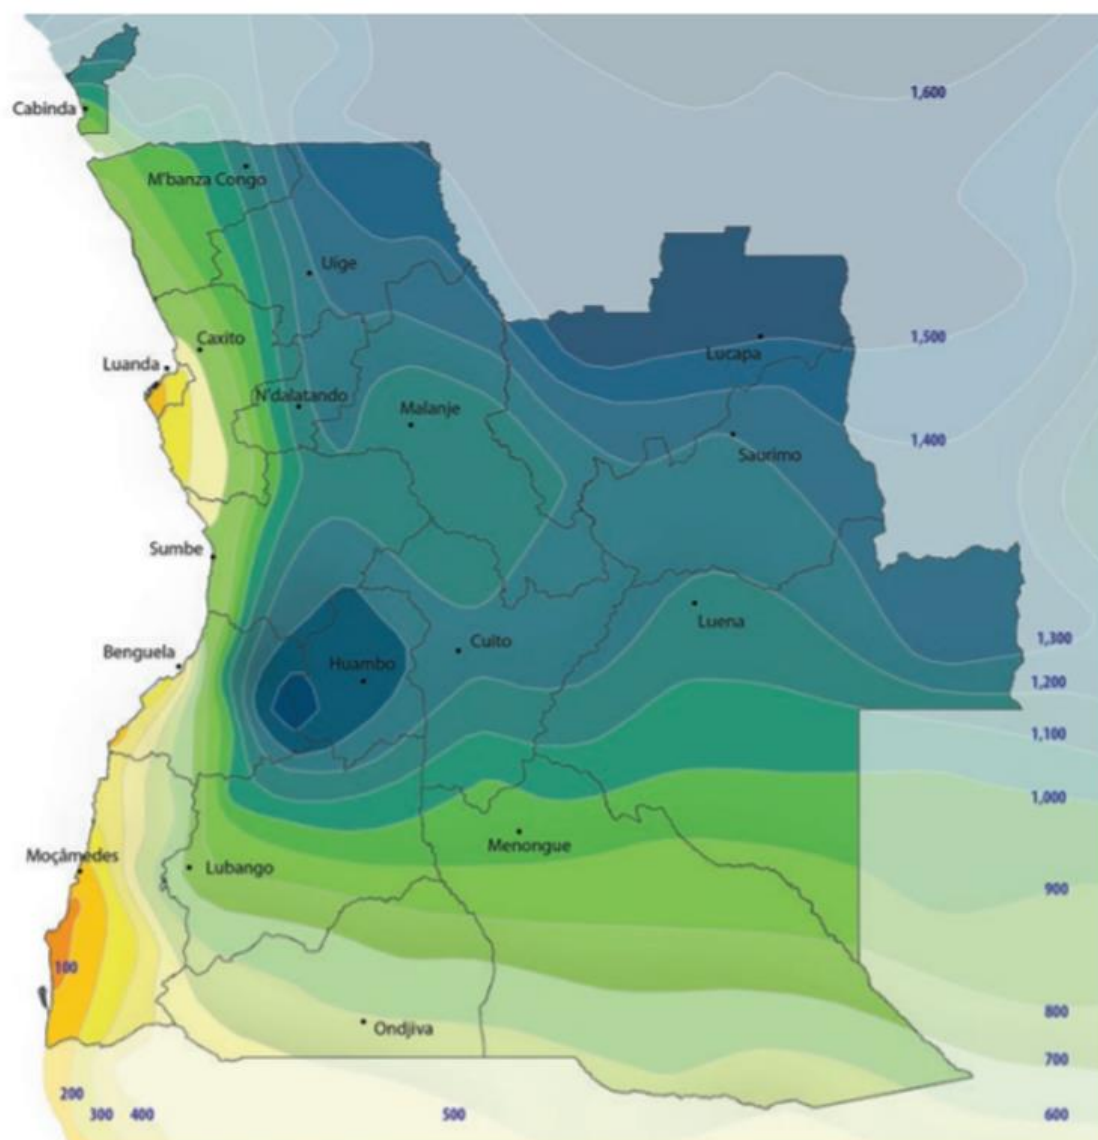 1,600
Cabinda
M'banza Congo
Uíge
Caxito
1,500
Lucapa
Luanda
N'dalatando
Malanje
1,400
Saurimo
Sumbe
Luena
1,300
Cuito
Benguela
Huambo
1,200
1,100
1,000
Menongue
Moçâmedes
Lubango
900
100
800
Ondjiva
700
200
300
400
500
600